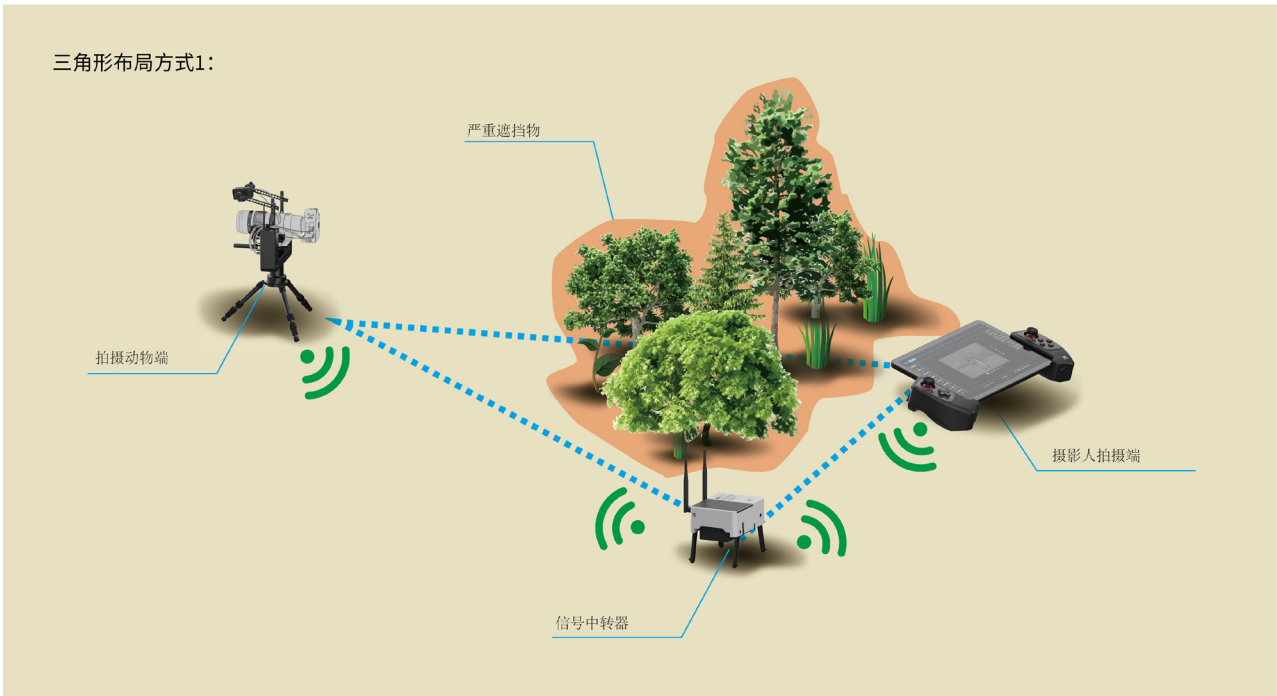 三角形布局方式1：
严重遮挡物
拍摄动物端
摄影人拍摄端
信号中转器